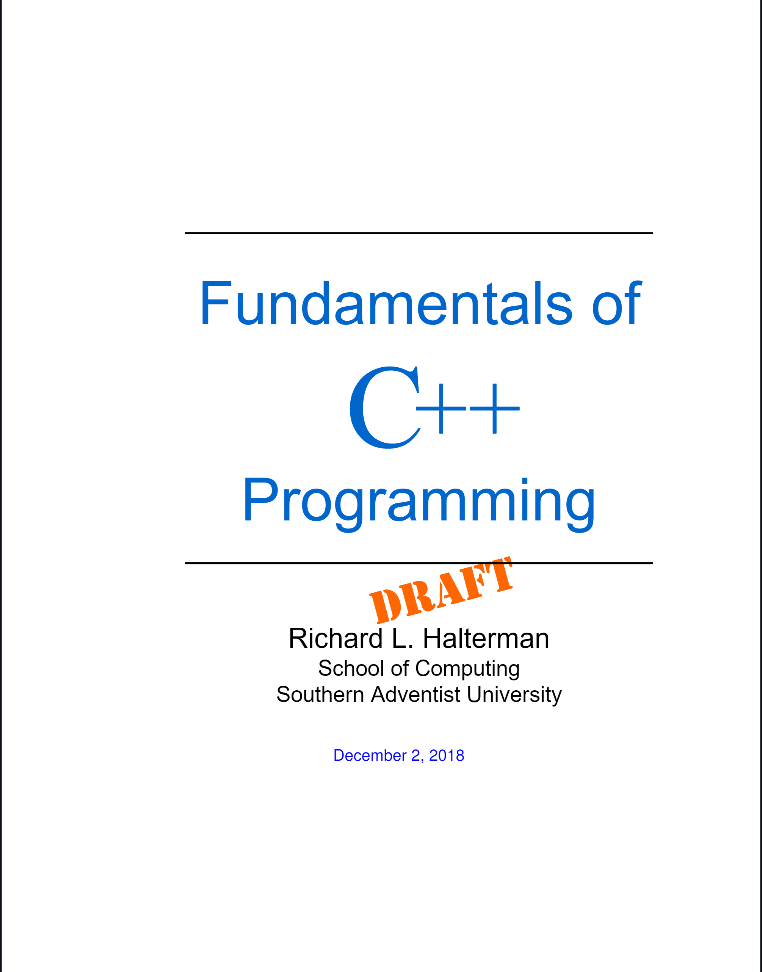 Fundamentals of
C++
Programming
DRAFT
Richard L. Halterman
School of Computing
Southern Adventist University
December 2, 2018